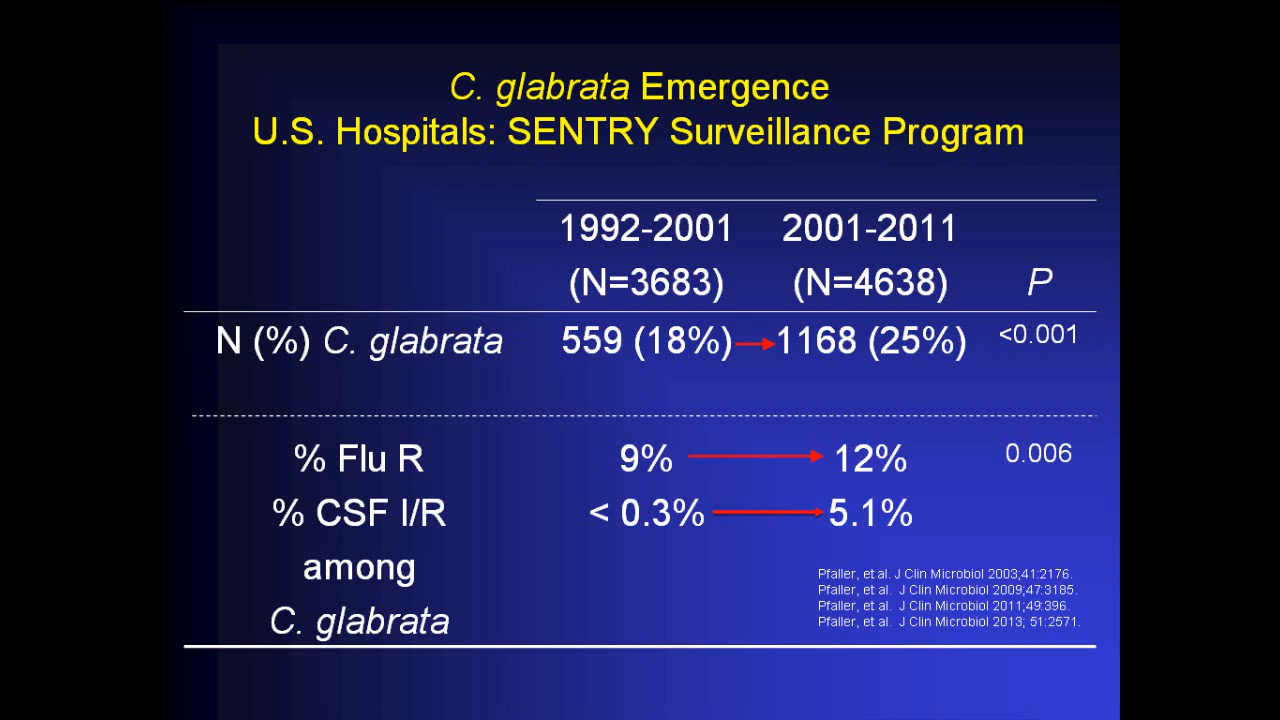 C. glabrata Emergence
U.S. Hospitals: SENTRY Surveillance Program
1992-2001 2001-2011
(N=3683) (N=4638) P
N (%) C. glabrata 559 (18%) 1168 (25%) <0.001
% Flu R 9% 12% 0.006
% CSF I/R < 0.3% 5.1%
among
C. glabrata
Pfaller, et al. J Clin Microbiol 2003;41:2176.
Pfaller, et al. J Clin Microbiol 2009;47:3185.
Pfaller, et al. J Clin Microbiol 2011;49:396.
Pfaller, et al. J Clin Microbiol 2013; 51:2571.